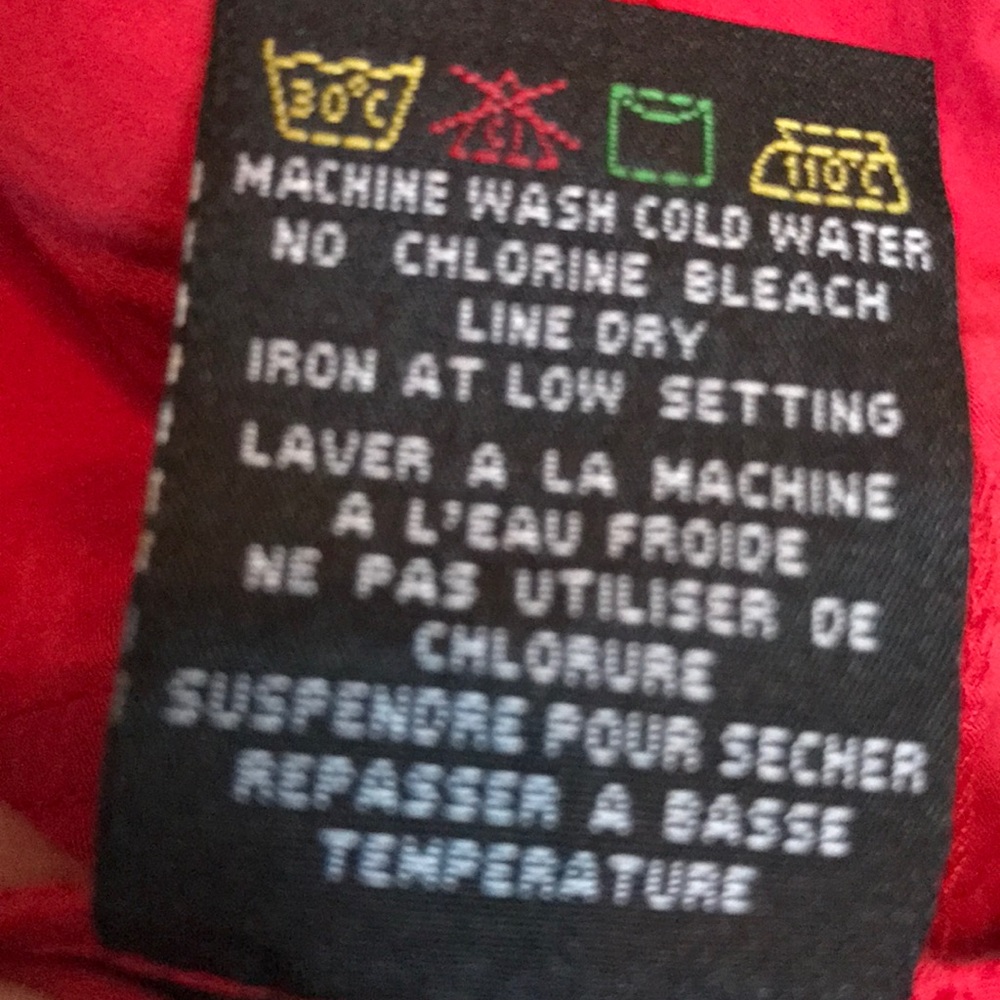 30°C CL 110°C
MACHINE WASH COLD WATER
NO CHLORINE BLEACH
LINE DRY
IRON AT LOW SETTING
LAVER A LA MACHINE
A L'EAU FROIDE
NE PAS UTILISER DE
CHLORURE
SUSPENDRE POUR SECHER
REPASSER A BASSE
TEMPERATURE